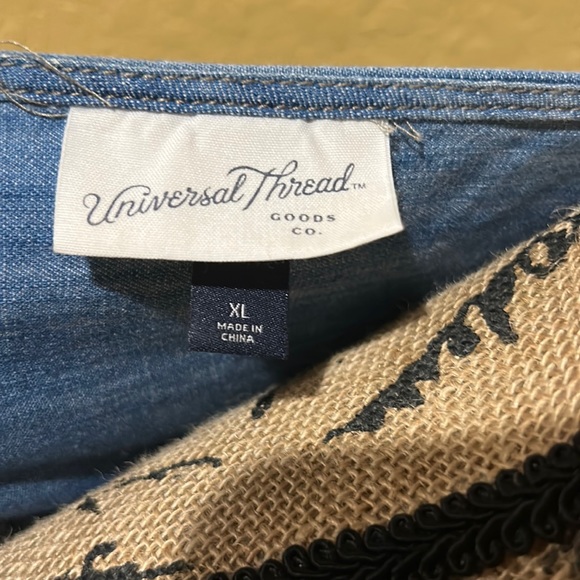 Universal Thread™
GOODS
CO.
XL
MADE IN
CHINA